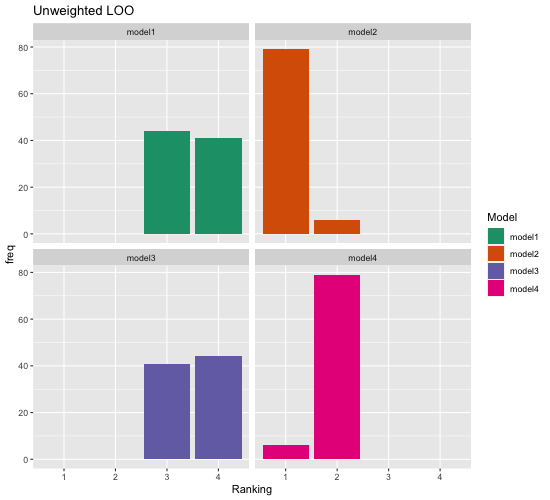 Unweighted LOO
model1 model2
80
60
40
20
0
model3 model4
80
60
40
20
0
1 2 3 4 1 2 3 4
Ranking
freq
Model
model1
model2
model3
model4